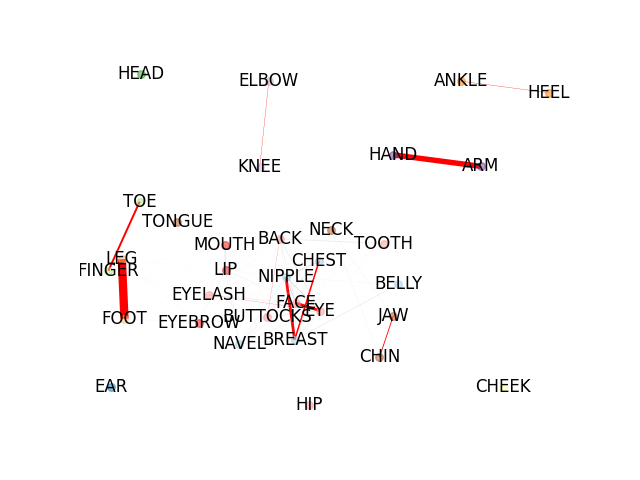 HEAD
ELBOW
ANKLE
HEEL
KNEE
HAND
ARM
TOE
TONGUE
MOUTH
BACK
NECK
TOOTH
LEG
FINGER
LIP
NIPPLE
CHEST
BELLY
EYELASH
FACE
EYE
FOOT
EYEBROW
BUTTOCKS
JAW
NAVEL
BREAST
CHIN
EAR
HIP
CHEEK